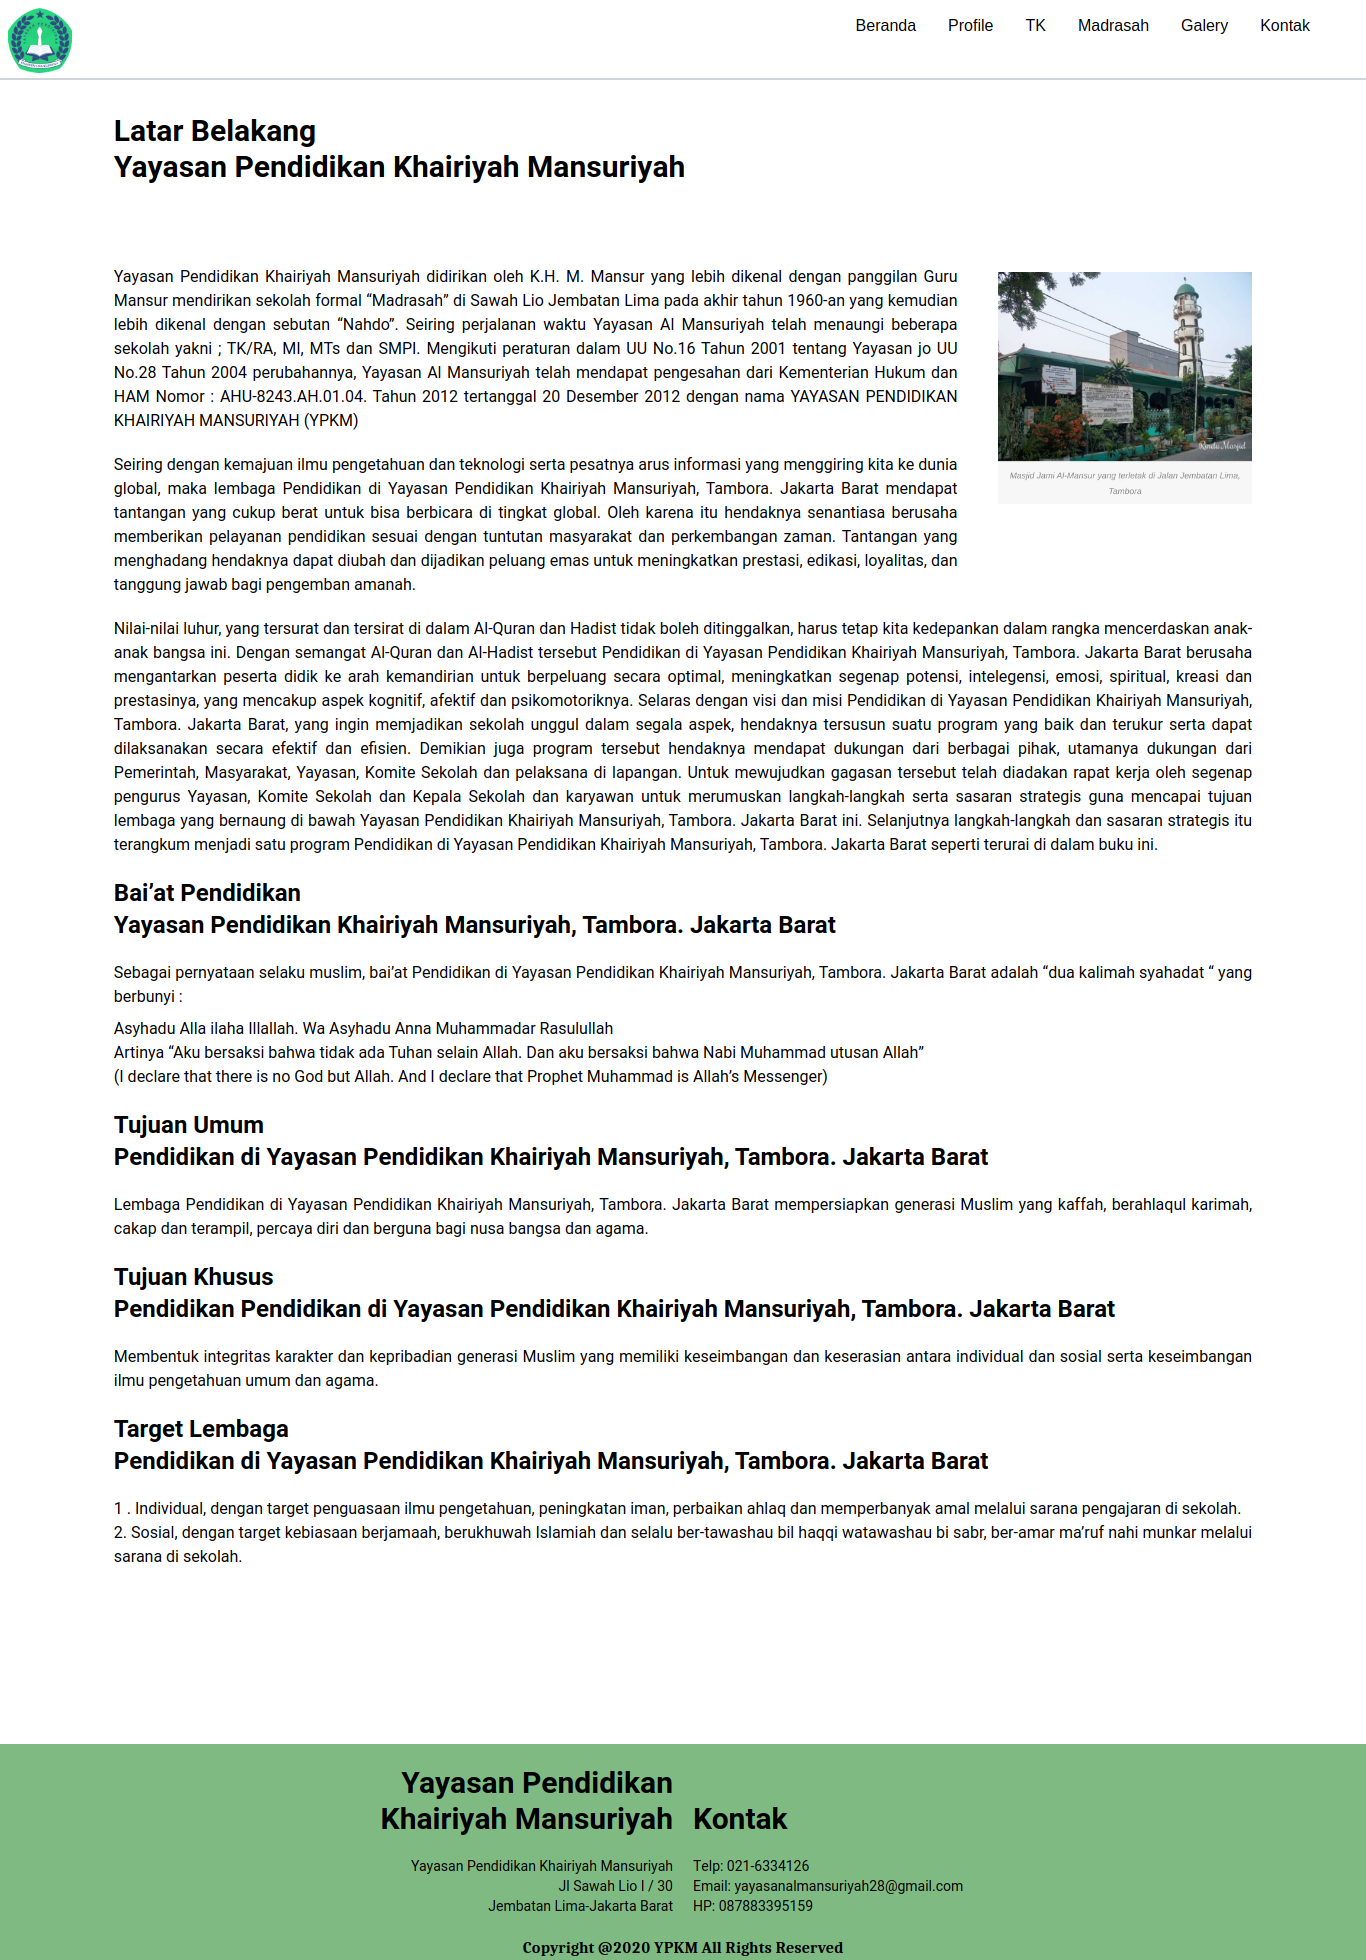 Beranda Profile TK Madrasah Galery Kontak
Latar Belakang
Yayasan Pendidikan Khairiyah Mansuriyah
Yayasan Pendidikan Khairiyah Mansuriyah didirikan oleh K.H. M. Mansur yang lebih dikenal dengan panggilan Guru
Mansur mendirikan sekolah formal “Madrasah” di Sawah Lio Jembatan Lima pada akhir tahun 1960-an yang kemudian
lebih dikenal dengan sebutan “Nahdo”. Seiring perjalanan waktu Yayasan Al Mansuriyah telah menaungi beberapa
sekolah yakni ; TK/RA, MI, MTs dan SMPI. Mengikuti peraturan dalam UU No.16 Tahun 2001 tentang Yayasan jo UU
No.28 Tahun 2004 perubahannya, Yayasan Al Mansuriyah telah mendapat pengesahan dari Kementerian Hukum dan
HAM Nomor : AHU-8243.AH.01.04. Tahun 2012 tertanggal 20 Desember 2012 dengan nama YAYASAN PENDIDIKAN
KHAIRIYAH MANSURIYAH (YPKM)
Rindu Masjid
Masjid Jami Al-Mansur yang terletak di Jalan Jembatan Lima,
Tambora
Seiring dengan kemajuan ilmu pengetahuan dan teknologi serta pesatnya arus informasi yang menggiring kita ke dunia
global, maka lembaga Pendidikan di Yayasan Pendidikan Khairiyah Mansuriyah, Tambora. Jakarta Barat mendapat
tantangan yang cukup berat untuk bisa berbicara di tingkat global. Oleh karena itu hendaknya senantiasa berusaha
memberikan pelayanan pendidikan sesuai dengan tuntutan masyarakat dan perkembangan zaman. Tantangan yang
menghadang hendaknya dapat diubah dan dijadikan peluang emas untuk meningkatkan prestasi, edikasi, loyalitas, dan
tanggung jawab bagi pengemban amanah.
Nilai-nilai luhur, yang tersurat dan tersirat di dalam Al-Quran dan Hadist tidak boleh ditinggalkan, harus tetap kita kedepankan dalam rangka mencerdaskan anak-
anak bangsa ini. Dengan semangat Al-Quran dan Al-Hadist tersebut Pendidikan di Yayasan Pendidikan Khairiyah Mansuriyah, Tambora. Jakarta Barat berusaha
mengantarkan peserta didik ke arah kemandirian untuk berpeluang secara optimal, meningkatkan segenap potensi, intelegensi, emosi, spiritual, kreasi dan
prestasinya, yang mencakup aspek kognitif, afektif dan psikomotoriknya. Selaras dengan visi dan misi Pendidikan di Yayasan Pendidikan Khairiyah Mansuriyah,
Tambora. Jakarta Barat, yang ingin memjadikan sekolah unggul dalam segala aspek, hendaknya tersusun suatu program yang baik dan terukur serta dapat
dilaksanakan secara efektif dan efisien. Demikian juga program tersebut hendaknya mendapat dukungan dari berbagai pihak, utamanya dukungan dari
Pemerintah, Masyarakat, Yayasan, Komite Sekolah dan pelaksana di lapangan. Untuk mewujudkan gagasan tersebut telah diadakan rapat kerja oleh segenap
pengurus Yayasan, Komite Sekolah dan Kepala Sekolah dan karyawan untuk merumuskan langkah-langkah serta sasaran strategis guna mencapai tujuan
lembaga yang bernaung di bawah Yayasan Pendidikan Khairiyah Mansuriyah, Tambora. Jakarta Barat ini. Selanjutnya langkah-langkah dan sasaran strategis itu
terangkum menjadi satu program Pendidikan di Yayasan Pendidikan Khairiyah Mansuriyah, Tambora. Jakarta Barat seperti terurai di dalam buku ini.
Bai’at Pendidikan
Yayasan Pendidikan Khairiyah Mansuriyah, Tambora. Jakarta Barat
Sebagai pernyataan selaku muslim, bai’at Pendidikan di Yayasan Pendidikan Khairiyah Mansuriyah, Tambora. Jakarta Barat adalah “dua kalimah syahadat “ yang
berbunyi :
Asyhadu Alla ilaha Illallah. Wa Asyhadu Anna Muhammadar Rasulullah
Artinya “Aku bersaksi bahwa tidak ada Tuhan selain Allah. Dan aku bersaksi bahwa Nabi Muhammad utusan Allah”
(I declare that there is no God but Allah. And I declare that Prophet Muhammad is Allah’s Messenger)
Tujuan Umum
Pendidikan di Yayasan Pendidikan Khairiyah Mansuriyah, Tambora. Jakarta Barat
Lembaga Pendidikan di Yayasan Pendidikan Khairiyah Mansuriyah, Tambora. Jakarta Barat mempersiapkan generasi Muslim yang kaffah, berahlaqul karimah,
cakap dan terampil, percaya diri dan berguna bagi nusa bangsa dan agama.
Tujuan Khusus
Pendidikan Pendidikan di Yayasan Pendidikan Khairiyah Mansuriyah, Tambora. Jakarta Barat
Membentuk integritas karakter dan kepribadian generasi Muslim yang memiliki keseimbangan dan keserasian antara individual dan sosial serta keseimbangan
ilmu pengetahuan umum dan agama.
Target Lembaga
Pendidikan di Yayasan Pendidikan Khairiyah Mansuriyah, Tambora. Jakarta Barat
1 . Individual, dengan target penguasaan ilmu pengetahuan, peningkatan iman, perbaikan ahlaq dan memperbanyak amal melalui sarana pengajaran di sekolah.
2. Sosial, dengan target kebiasaan berjamaah, berukhuwah Islamiah dan selalu ber-tawashau bil haqqi watawashau bi sabr, ber-amar ma’ruf nahi munkar melalui
sarana di sekolah.
Yayasan Pendidikan
Khairiyah Mansuriyah
Yayasan Pendidikan Khairiyah Mansuriyah
Jl Sawah Lio I / 30
Jembatan Lima-Jakarta Barat
Kontak
Telp: 021-6334126
Email: yayasanalmansuriyah28@gmail.com
HP: 087883395159
Copyright @2020 YPKM All Rights Reserved